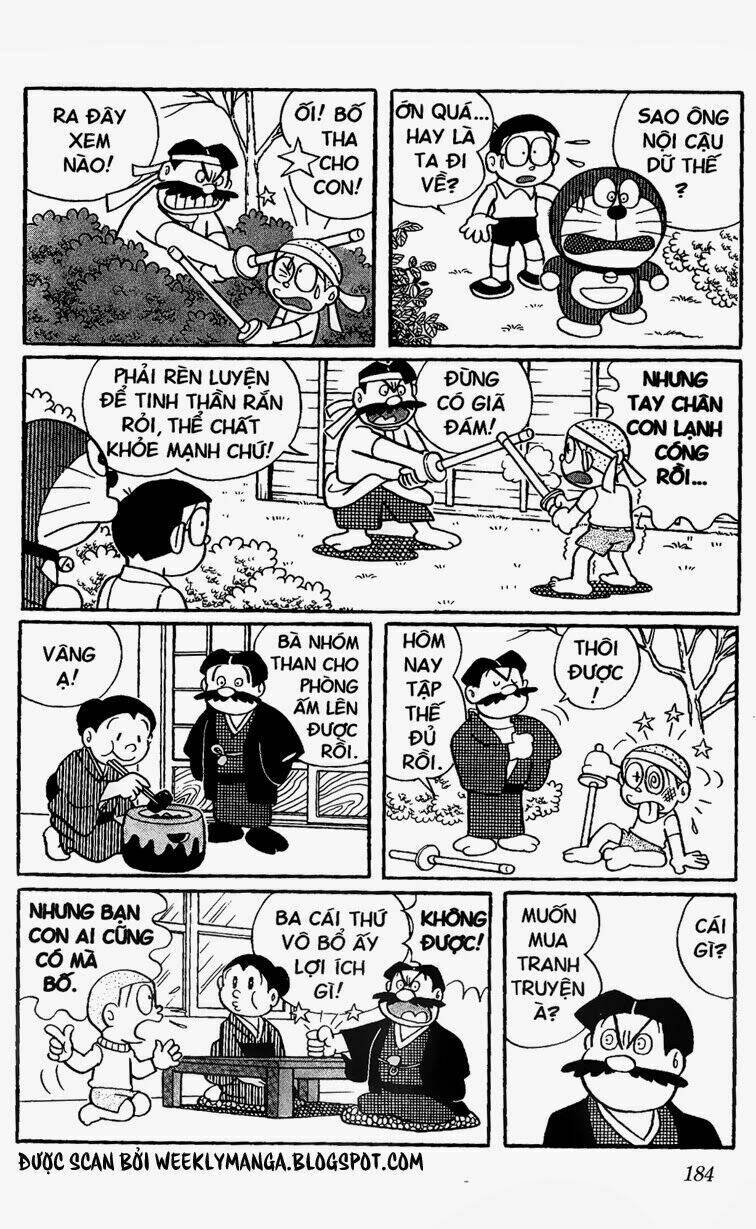 RA ĐÂY
XEM
NÀO!
ỐI! BỐ
THA
CHO
CON!
ỚN QUÁ...
HAY LÀ
TA ĐI
VỀ?
SAO ÔNG
NỘI CẬU
DỮ THẾ
?
PHẢI RÈN LUYỆN
ĐỂ TINH THẦN RẮN
RỎI, THỂ CHẤT
KHỎE MẠNH CHỨ!
ĐỪNG
CÓ GIÃ
ĐÁM!
NHƯNG
TAY CHÂN
CON LẠNH
CÓNG
RỒI...
VÂNG
Ạ!
BÀ NHÓM
THAN CHO
PHÒNG
ẤM LÊN
ĐƯỢC
RỒI.
HÔM
NAY
TẬP
THẾ
ĐỦ
RỒI.
THÔI
ĐƯỢC
!
NHƯNG BẠN
CON AI CŨNG
CÓ MÀ
BỐ.
BA CÁI THỨ
VÔ BỔ ẤY
LỢI ÍCH
GÌ!
KHÔNG
ĐƯỢC!
MUỐN
MUA
TRANH
TRUYỆN
À?
CÁI
GÌ?
ĐƯỢC SCAN BỞI WEEKLYMANGA.BLOGSPOT.COM
184